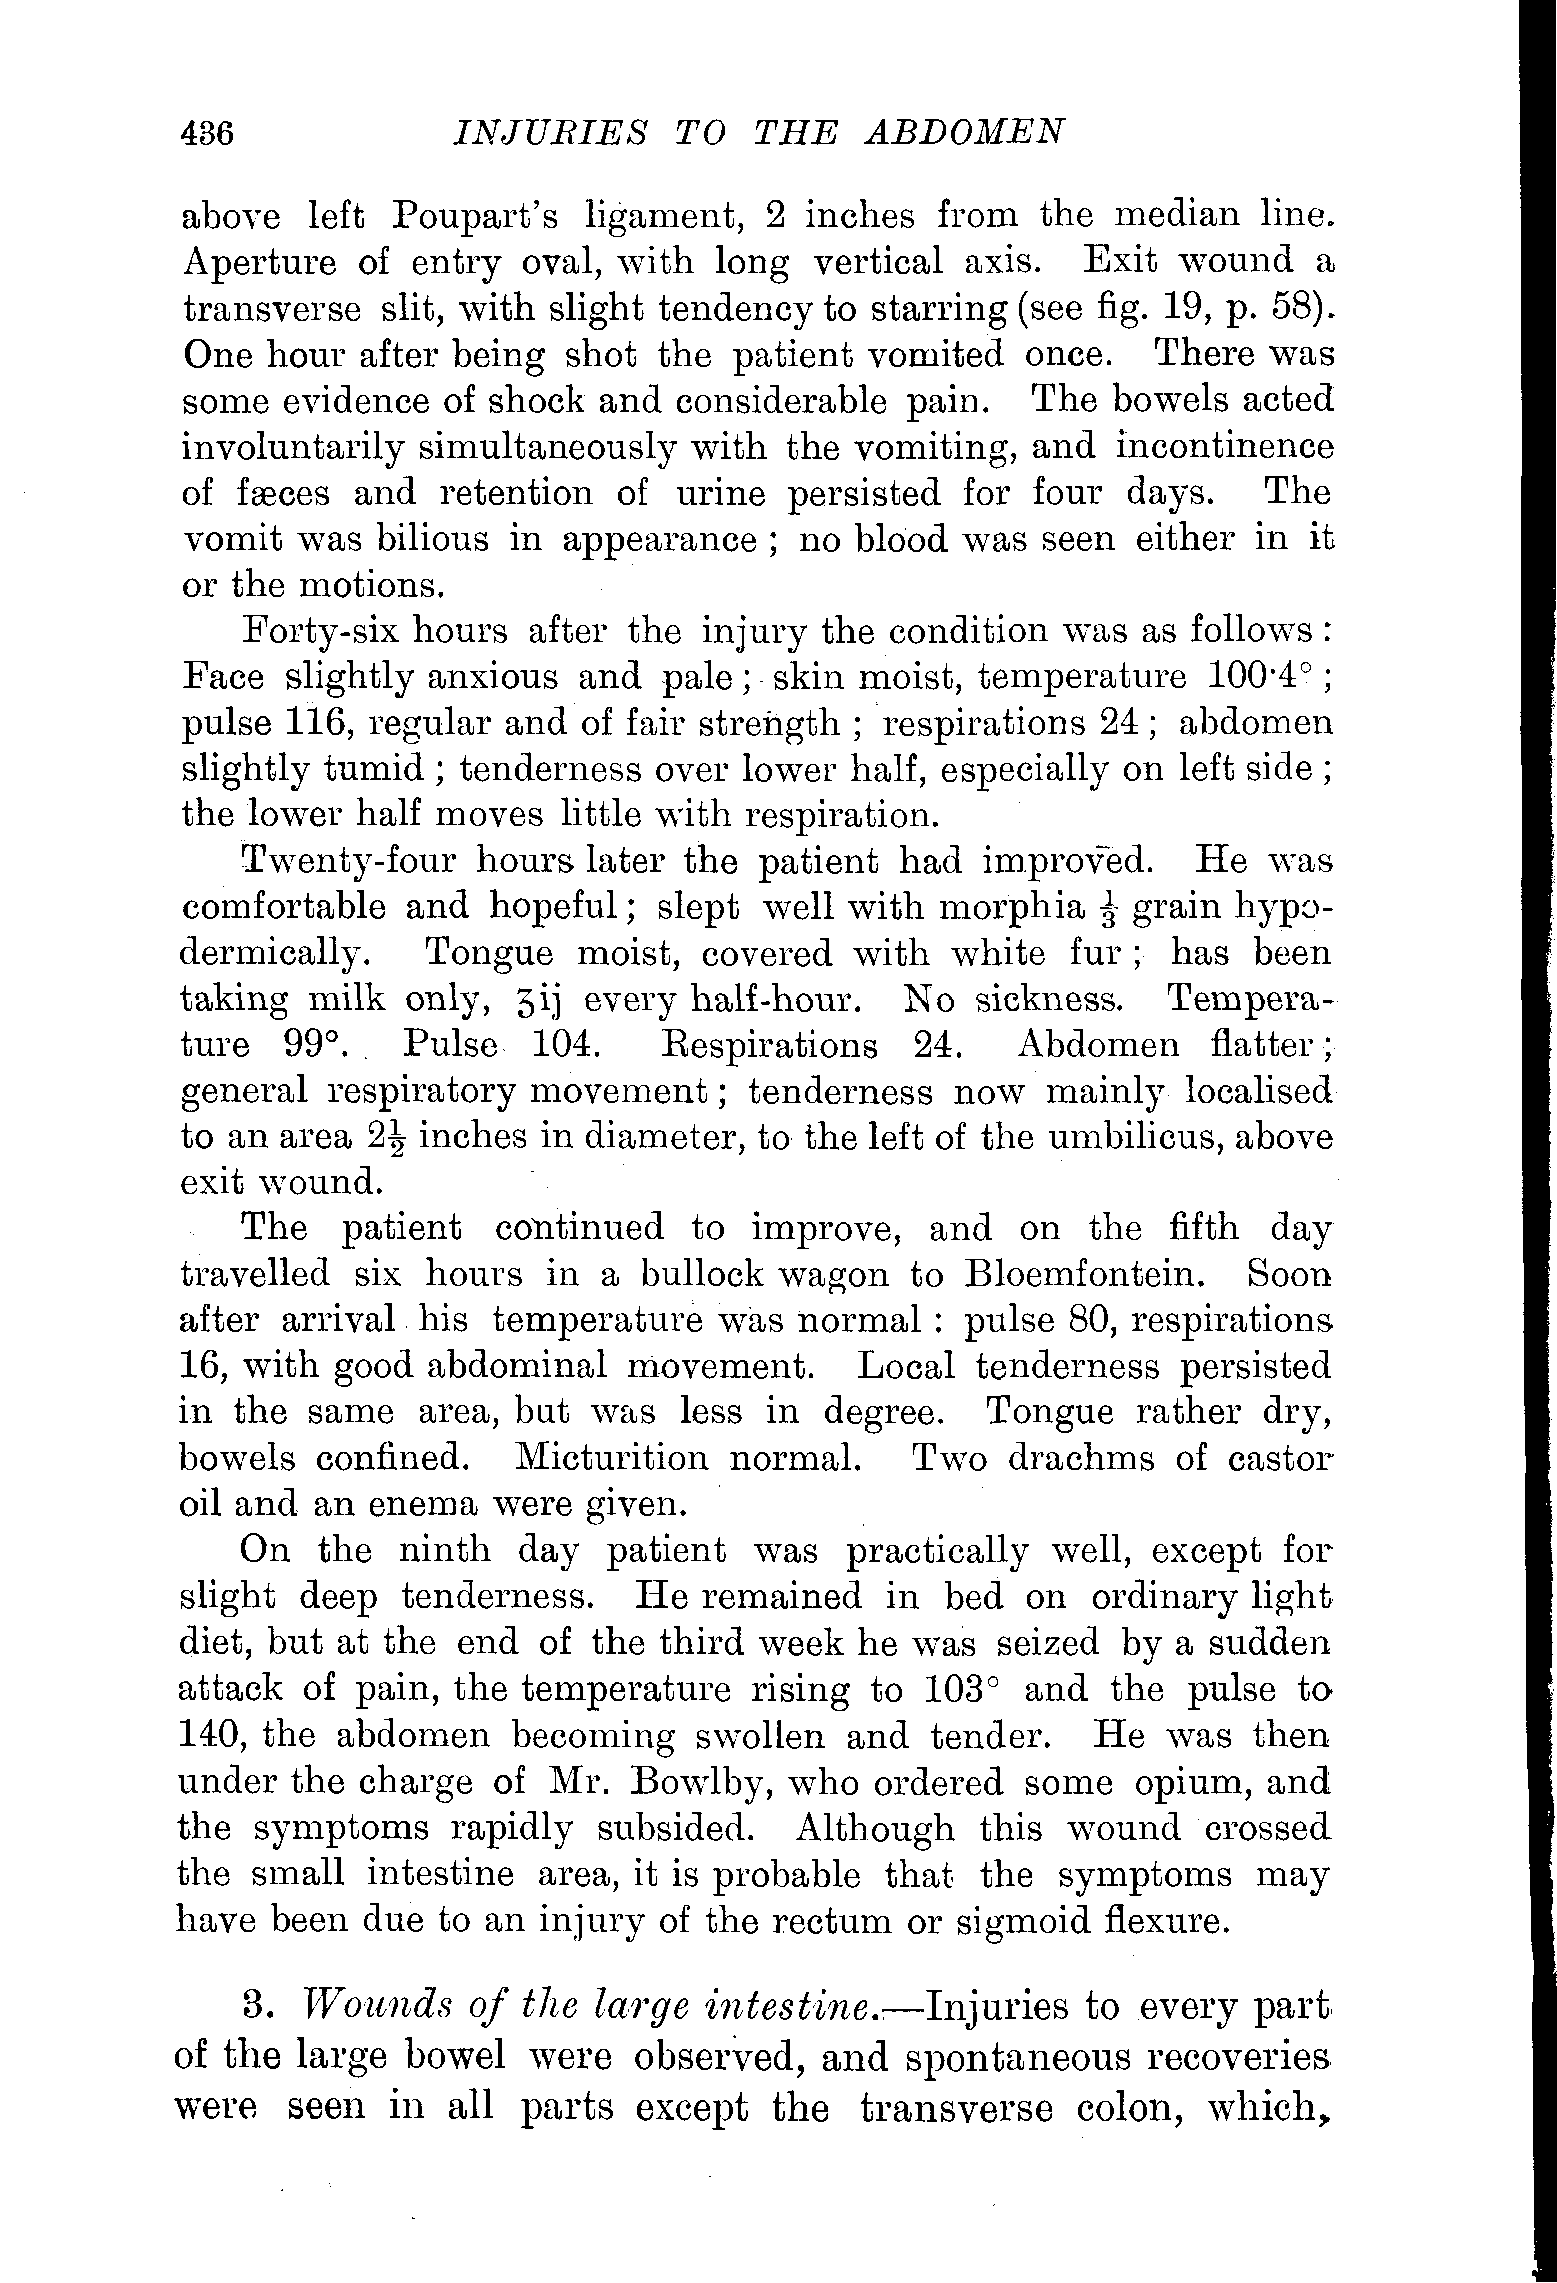 436 INJURIES TO THE ABDOMEN
above left Poupart's ligament, 2 inches from the median line.
Aperture of entry oval, with long vertical axis. Exit wound a
transverse slit, with slight tendency to starring (see fig. 19, p. 58).
One hour after being shot the patient vomited once. There was
some evidence of shock and considerable pain. The bowels acted
involuntarily simultaneously with the vomiting, and incontinence
of fæces and retention of urine persisted for four days. The
vomit was bilious in appearance ; no blood was seen either in it
or the motions.
Forty-six hours after the injury the condition was as follows :
Face slightly anxious and pale ; skin moist, temperature 100·4° ;
pulse 116, regular and of fair strength ; respirations 24 ; abdomen
slightly tumid ; tenderness over lower half, especially on left side ;
the lower half moves little with respiration.
Twenty-four hours later the patient had improved. He was
comfortable and hopeful ; slept well with morphia ⅓ grain hypo-
dermically. Tongue moist, covered with white fur ; has been
taking milk only, ʒij every half-hour. No sickness. Tempera-
ture 99°. Pulse 104. Respirations 24. Abdomen flatter ;
general respiratory movement ; tenderness now mainly localised
to an area 2½ inches in diameter, to the left of the umbilicus, above
exit wound.
The patient continued to improve, and on the fifth day
travelled six hours in a bullock wagon to Bloemfontein. Soon
after arrival his temperature was normal : pulse 80, respirations
16, with good abdominal movement. Local tenderness persisted
in the same area, but was less in degree. Tongue rather dry,
bowels confined. Micturition normal. Two drachms of castor
oil and an enema were given.
On the ninth day patient was practically well, except for
slight deep tenderness. He remained in bed on ordinary light
diet, but at the end of the third week he was seized by a sudden
attack of pain, the temperature rising to 103° and the pulse to
140, the abdomen becoming swollen and tender. He was then
under the charge of Mr. Bowlby, who ordered some opium, and
the symptoms rapidly subsided. Although this wound crossed
the small intestine area, it is probable that the symptoms may
have been due to an injury of the rectum or sigmoid flexure.
3. Wounds of the large intestine.—Injuries to every part
of the large bowel were observed, and spontaneous recoveries
were seen in all parts except the transverse colon, which,